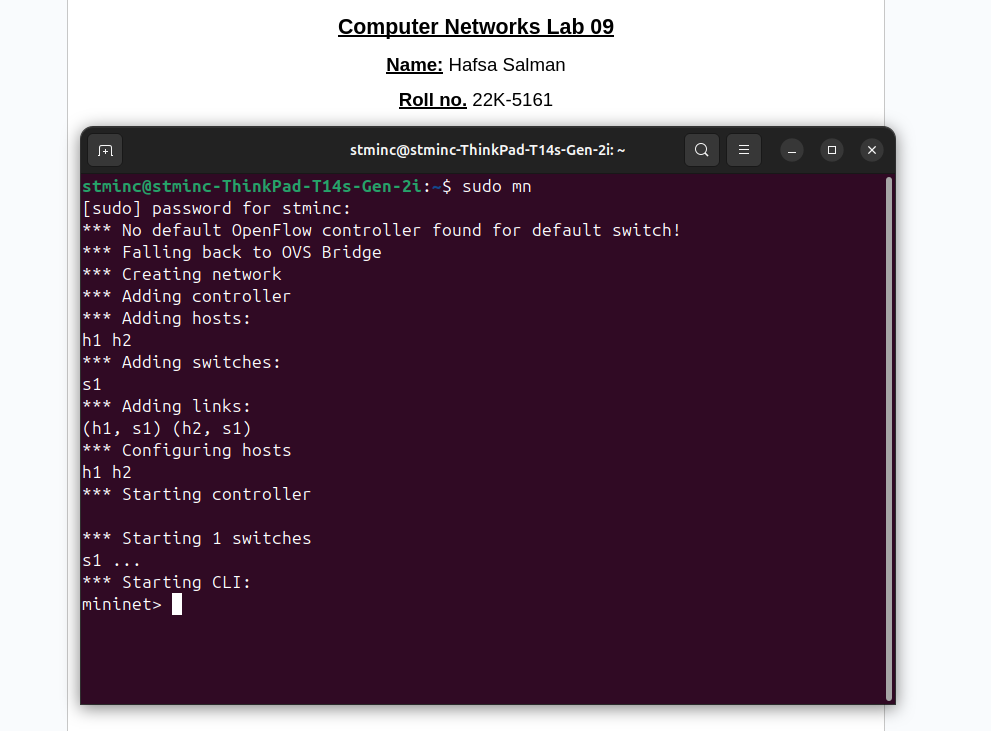 Computer Networks Lab 09
Name: Hafsa Salman
Roll no. 22K-5161
stminc@stminc-ThinkPad-T14s-Gen-2i: ~
stminc@stminc-ThinkPad-T14s-Gen-2i:~$ sudo mn
[sudo] password for stminc:
*** No default OpenFlow controller found for default switch!
*** Falling back to OVS Bridge
*** Creating network
*** Adding controller
*** Adding hosts:
h1 h2
*** Adding switches:
s1
*** Adding links:
(h1, s1) (h2, s1)
*** Configuring hosts
h1 h2
*** Starting controller
*** Starting 1 switches
s1 ...
*** Starting CLI:
mininet>